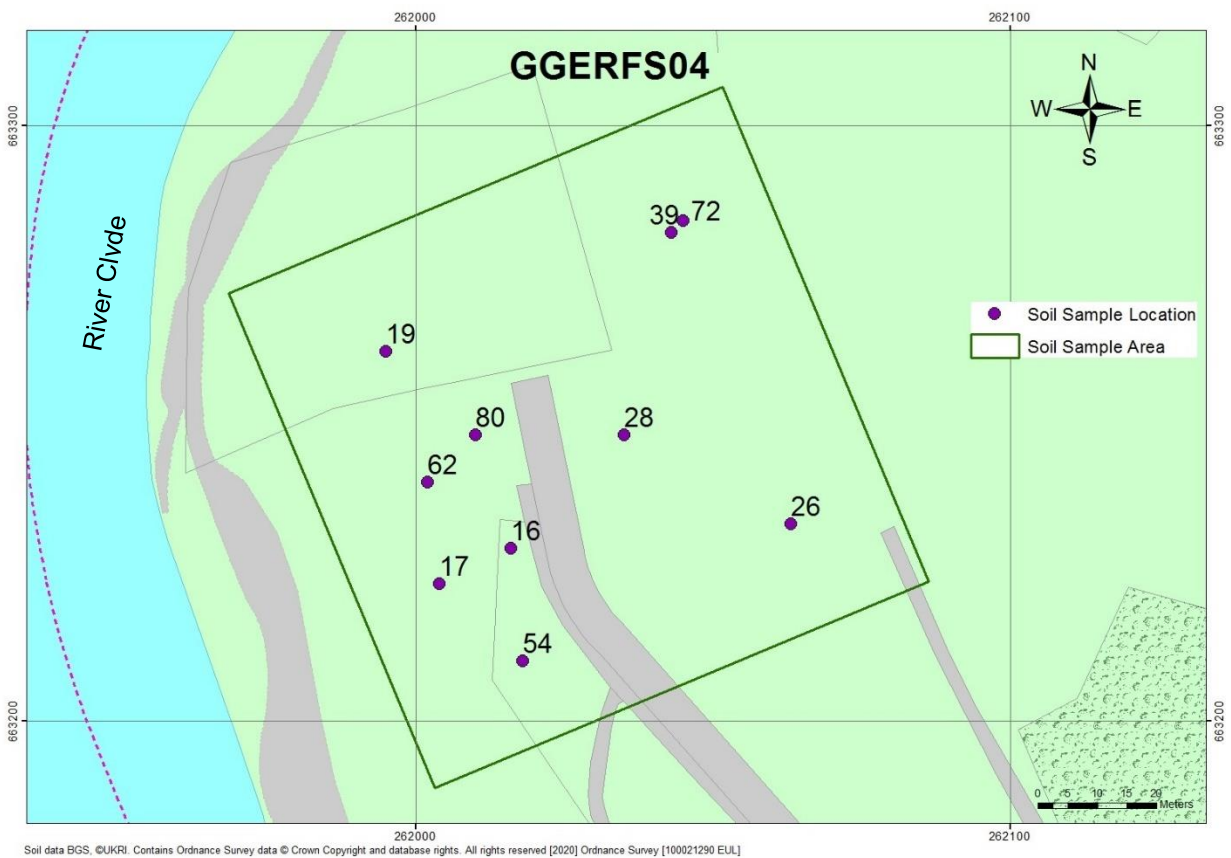 262000
262100
GGERFS04
N
W
E
S
663300
663300
River Clvde
39
72
Soil Sample Location
Soil Sample Area
19
80
28
62
26
16
17
54
663200
663200
0 5 10 15 20
Meters
262000
262100
Soil data BGS, ©UKRI. Contains Ordnance Survey data © Crown Copyright and database rights. All rights reserved [2020] Ordnance Survey [100021290 EUL]